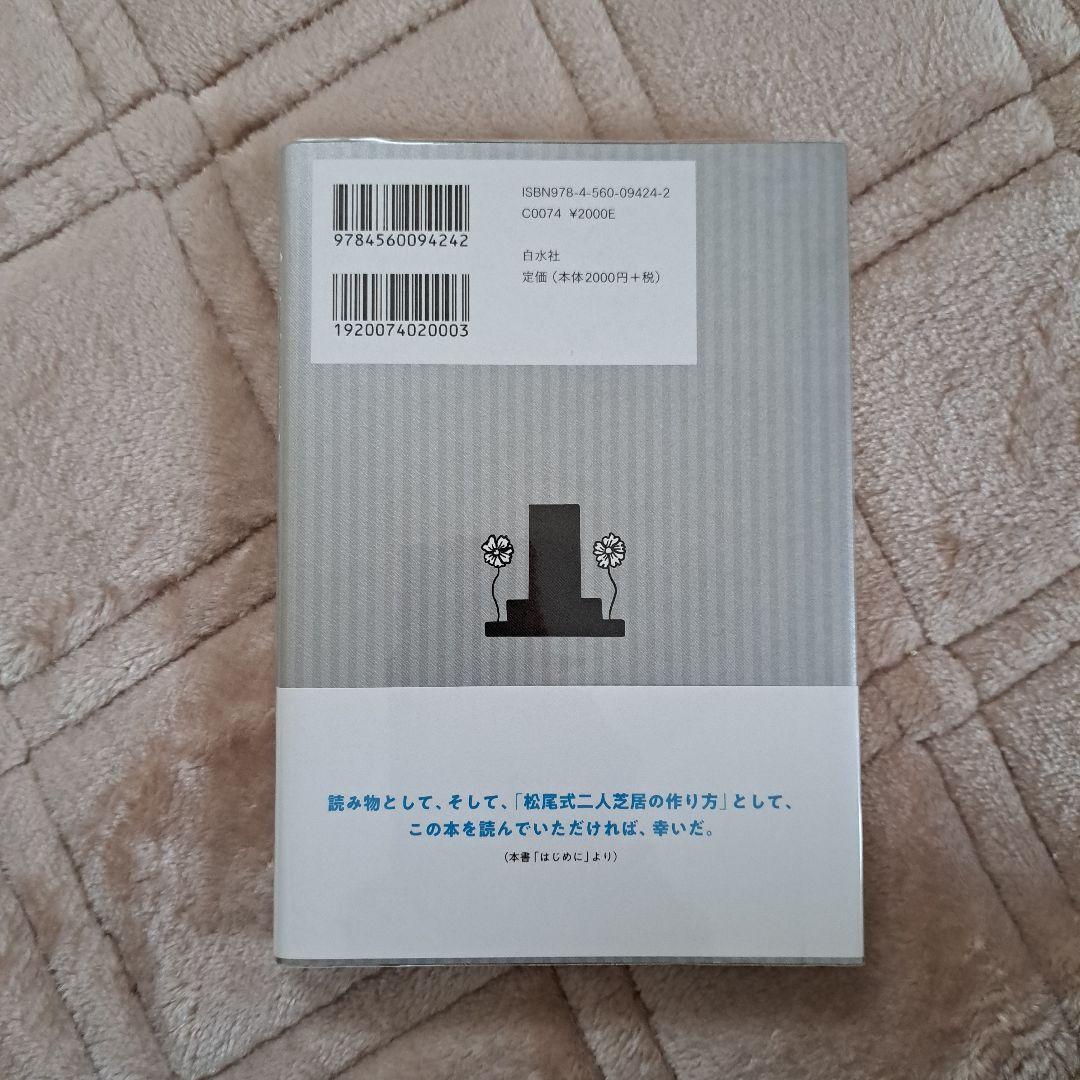 ISBN978-4-560-09424-2
C0074 ¥2000E
9784560094242
白水社
定価（本体2000円＋税）
1920074020003
読み物として、そして、「松尾式二人芝居の作り方」として、
この本を読んでいただければ、幸いだ。
（本書「はじめに」より）